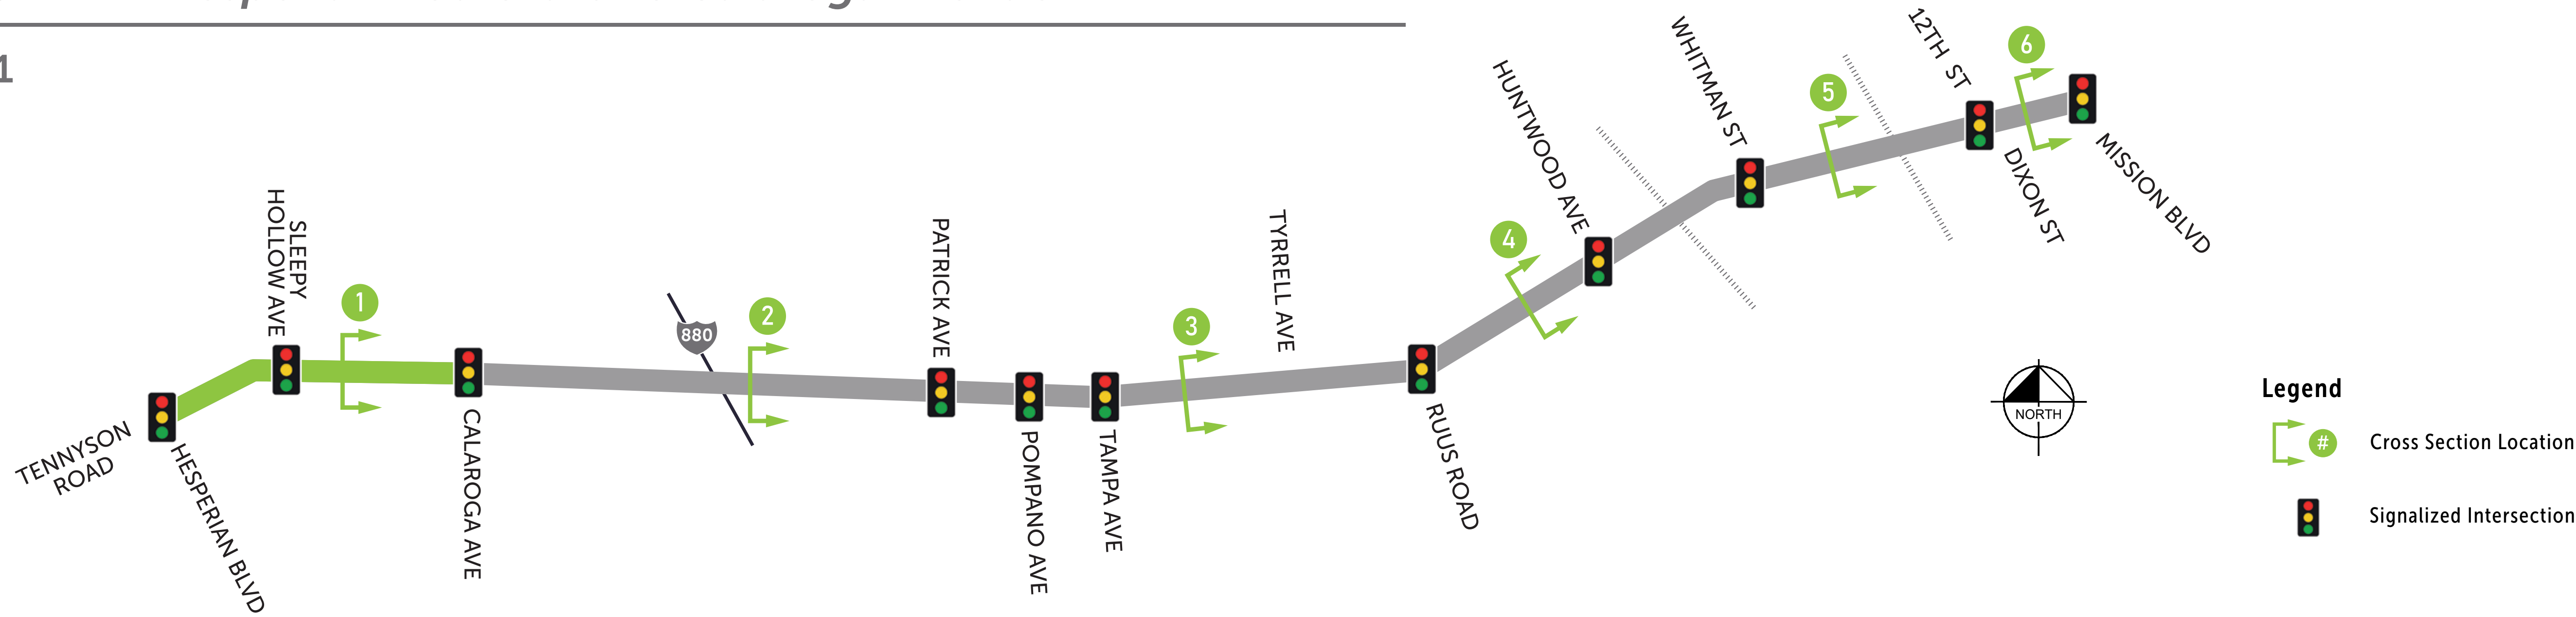 1
TENNYSON
ROAD
HESPERIAN BLVD
SLEEPY
HOLLOW AVE
1
CALAROGA AVE
880
2
PATRICK AVE
POMPANO AVE
TAMPA AVE
3
TYRRELL AVE
RUUS ROAD
4
HUNTWOOD AVE
WHITMAN ST
5
12TH ST
DIXON ST
6
MISSION BLVD
NORTH
Legend
# Cross Section Location
Signalized Intersection